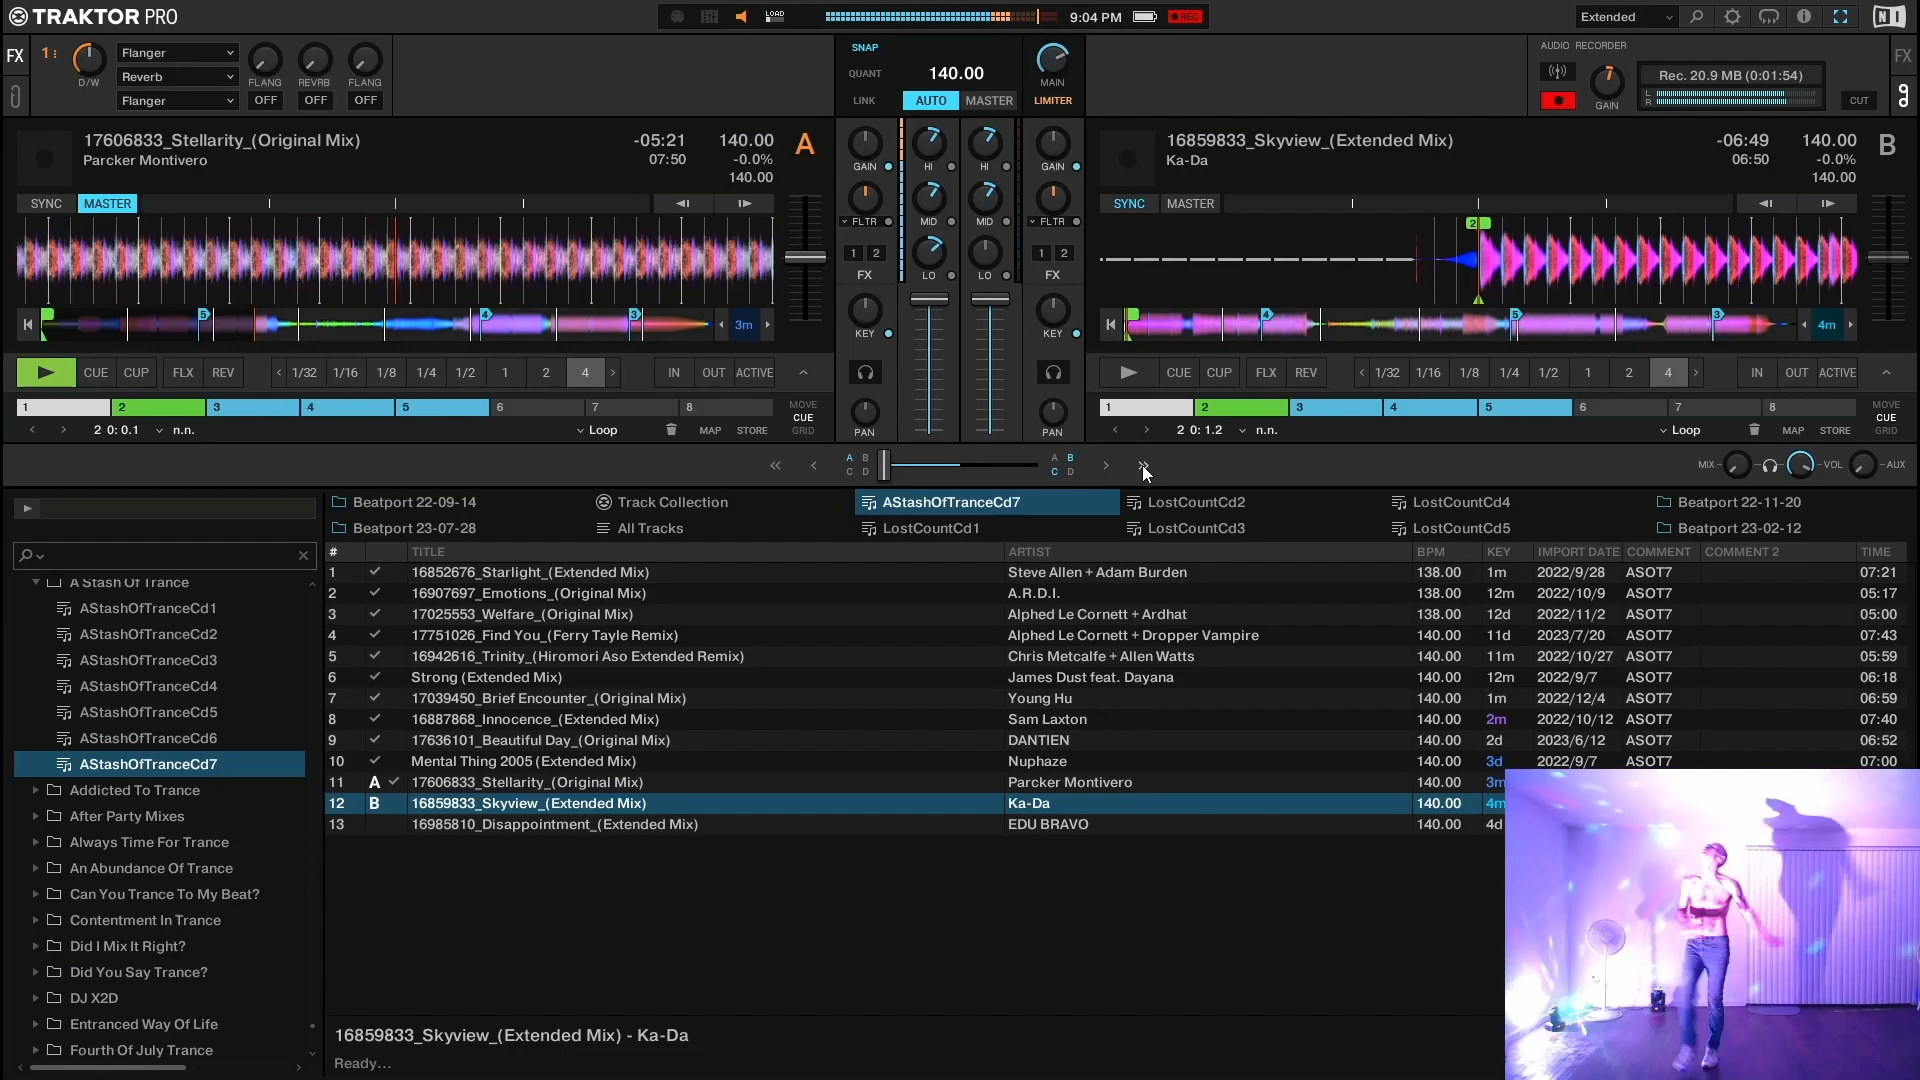 TRAKTOR PRO
LOAD
9:04 PM
REC
Extended
FX
1
D/W
Flanger
Reverb
Flanger
FLANG
REVRB
FLANG
OFF
OFF
OFF
SNAP
QUANT
LINK
140.00
AUTO
MASTER
MAIN
LIMITER
AUDIO RECORDER
GAIN
Rec. 20.9 MB (0:01:54)
L
R
CUT
FX
17606833_Stellarity_(Original Mix)
Parcker Montivero
-05:21
07:50
140.00
-0.0%
140.00
A
SYNC
MASTER
5
4
3
3m
CUE
CUP
FLX
REV
1/32
1/16
1/8
1/4
1/2
1
2
4
IN
OUT
ACTIVE
1
2
3
4
5
6
7
8
MOVE
CUE
GRID
2 0: 0.1
n.n.
Loop
MAP
STORE
GAIN
HI
HI
GAIN
FLTR
MID
MID
FLTR
1
2
1
2
FX
LO
LO
FX
KEY
KEY
PAN
PAN
16859833_Skyview_(Extended Mix)
Ka-Da
-06:49
06:50
140.00
-0.0%
140.00
B
SYNC
MASTER
2
4
5
3
4m
CUE
CUP
FLX
REV
1/32
1/16
1/8
1/4
1/2
1
2
4
IN
OUT
ACTIVE
1
2
3
4
5
6
7
8
MOVE
CUE
GRID
2 0: 1.2
n.n.
Loop
MAP
STORE
A B
C D
A B
C D
MIX
VOL
AUX
Beatport 22-09-14
Track Collection
AStashOfTranceCd7
LostCountCd2
LostCountCd4
Beatport 22-11-20
Beatport 23-07-28
All Tracks
LostCountCd1
LostCountCd3
LostCountCd5
Beatport 23-02-12
A Stash Of Trance
AStashOfTranceCd1
AStashOfTranceCd2
AStashOfTranceCd3
AStashOfTranceCd4
AStashOfTranceCd5
AStashOfTranceCd6
AStashOfTranceCd7
Addicted To Trance
After Party Mixes
Always Time For Trance
An Abundance Of Trance
Can You Trance To My Beat?
Contentment In Trance
Did I Mix It Right?
Did You Say Trance?
DJ X2D
Entranced Way Of Life
Fourth Of July Trance
# TITLE ARTIST BPM KEY IMPORT DATE COMMENT COMMENT 2 TIME
1 16852676_Starlight_(Extended Mix) Steve Allen + Adam Burden 138.00 1m 2022/9/28 ASOT7 07:21
2 16907697_Emotions_(Original Mix) A.R.D.I. 138.00 12m 2022/10/9 ASOT7 05:17
3 17025553_Welfare_(Original Mix) Alphed Le Cornett + Ardhat 138.00 12d 2022/11/2 ASOT7 05:00
4 17751026_Find You_(Ferry Tayle Remix) Alphed Le Cornett + Dropper Vampire 140.00 11d 2023/7/20 ASOT7 07:43
5 16942616_Trinity_(Hiromori Aso Extended Remix) Chris Metcalfe + Allen Watts 140.00 11m 2022/10/27 ASOT7 05:59
6 Strong (Extended Mix) James Dust feat. Dayana 140.00 12m 2022/9/7 ASOT7 06:18
7 17039450_Brief Encounter_(Original Mix) Young Hu 140.00 1m 2022/12/4 ASOT7 06:59
8 16887868_Innocence_(Extended Mix) Sam Laxton 140.00 2m 2022/10/12 ASOT7 07:40
9 17636101_Beautiful Day_(Original Mix) DANTIEN 140.00 2d 2023/6/12 ASOT7 06:52
10 Mental Thing 2005 (Extended Mix) Nuphaze 140.00 3d 2022/9/7 ASOT7 07:00
11 A 17606833_Stellarity_(Original Mix) Parcker Montivero 140.00 3m
12 B 16859833_Skyview_(Extended Mix) Ka-Da 140.00 4m
13 16985810_Disappointment_(Extended Mix) EDU BRAVO 140.00 4d
16859833_Skyview_(Extended Mix) - Ka-Da
Ready...